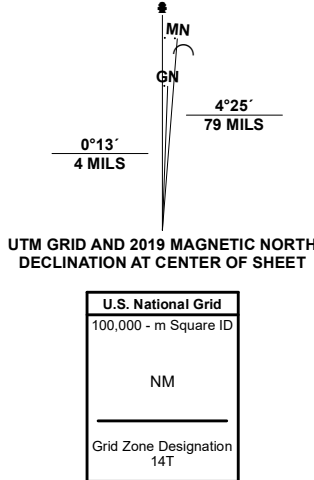 MN
GN
4°25´
79 MILS
0°13´
4 MILS
UTM GRID AND 2019 MAGNETIC NORTH
DECLINATION AT CENTER OF SHEET
U.S. National Grid
100,000 - m Square ID
NM
Grid Zone Designation
14T